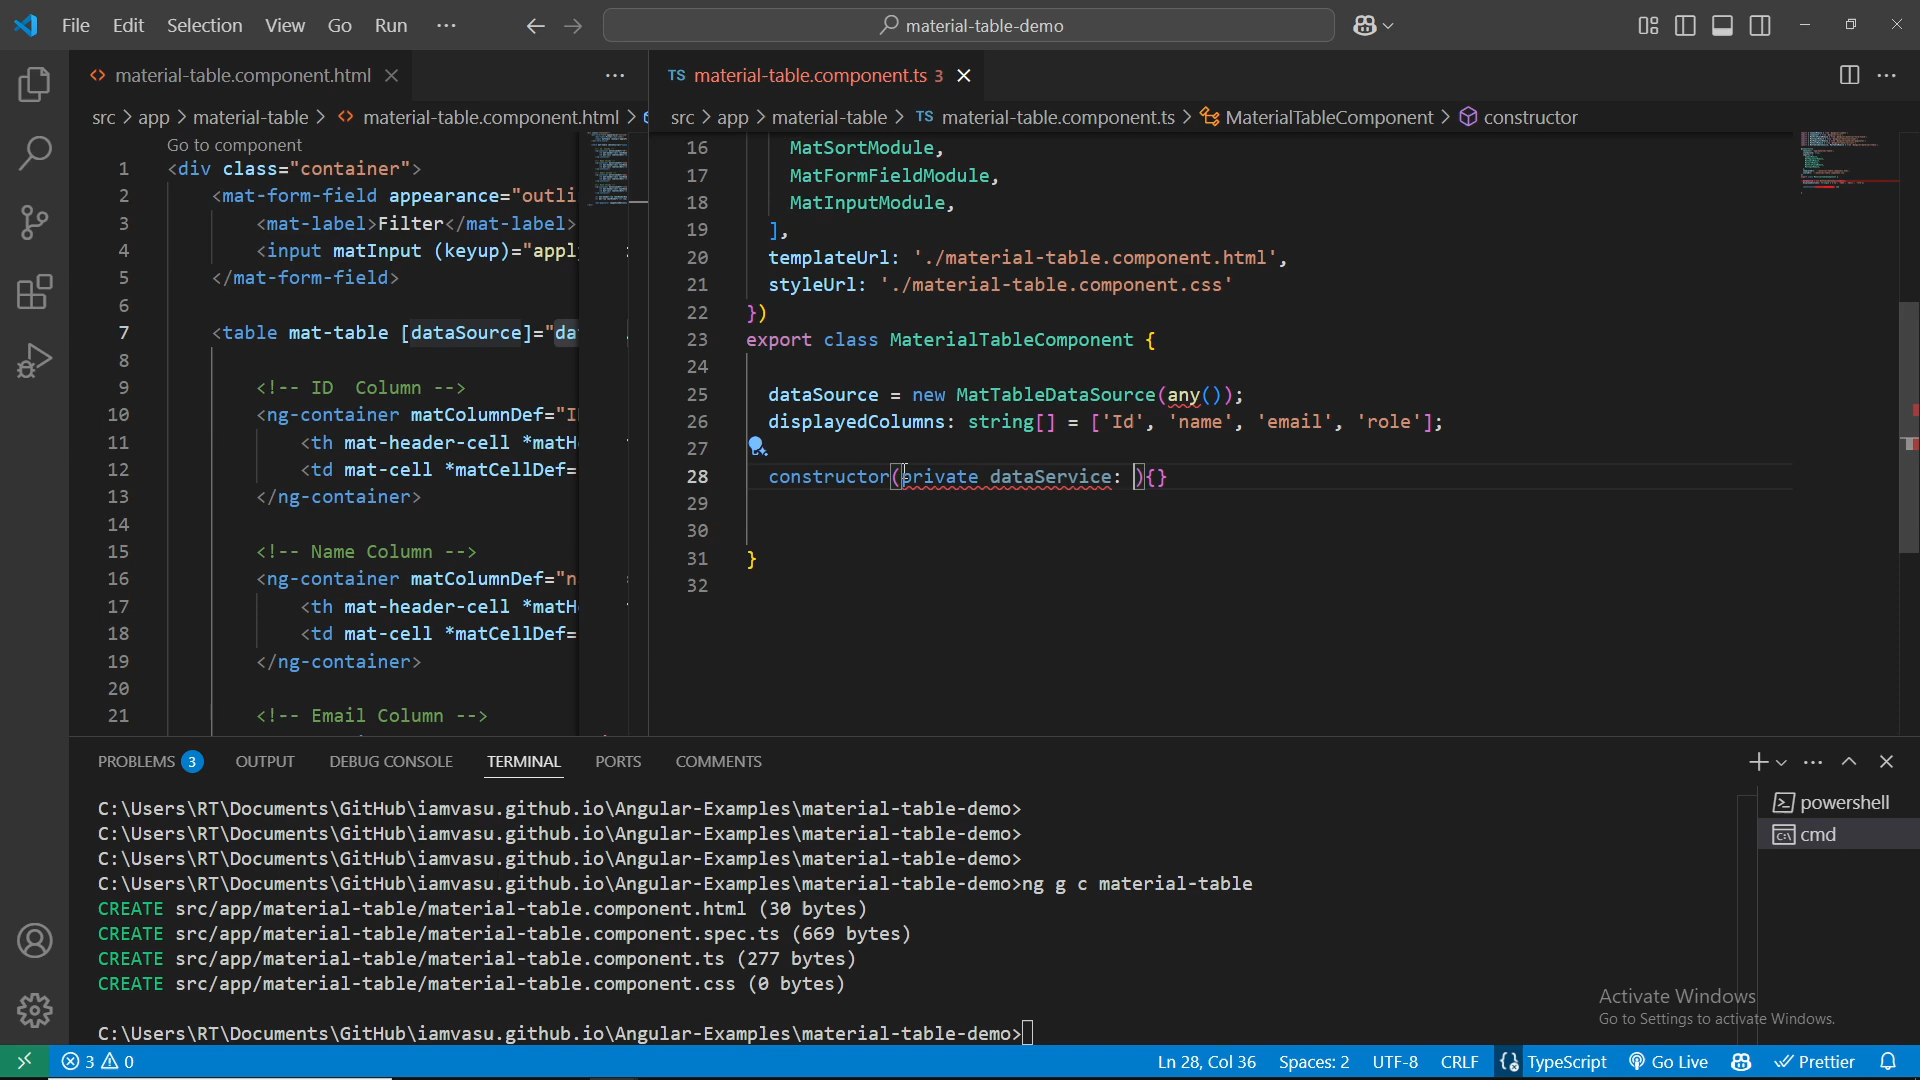 File Edit Selection View Go Run ··· material-table-demo
material-table.component.html
TS material-table.component.ts 3
src > app > material-table > material-table.component.html >
src > app > material-table > TS material-table.component.ts > MaterialTableComponent > constructor
Go to component
1 <div class="container">
2 <mat-form-field appearance="outli
3 <mat-label>Filter</mat-label>
4 <input matInput (keyup)="appl
5 </mat-form-field>
6
7 <table mat-table [dataSource]="da
8
9 <!-- ID  Column -->
10 <ng-container matColumnDef="I
11 <th mat-header-cell *matH
12 <td mat-cell *matCellDef=
13 </ng-container>
14
15 <!-- Name Column -->
16 <ng-container matColumnDef="n
17 <th mat-header-cell *matH
18 <td mat-cell *matCellDef=
19 </ng-container>
20
21 <!-- Email Column -->
16 MatSortModule,
17 MatFormFieldModule,
18 MatInputModule,
19 ],
20 templateUrl: './material-table.component.html',
21 styleUrl: './material-table.component.css'
22 })
23 export class MaterialTableComponent {
24
25 dataSource = new MatTableDataSource(any());
26 displayedColumns: string[] = ['Id', 'name', 'email', 'role'];
27
28 constructor(private dataService: ){}
29
30
31 }
32
PROBLEMS 3 OUTPUT DEBUG CONSOLE TERMINAL PORTS COMMENTS
C:\Users\RT\Documents\GitHub\iamvasu.github.io\Angular-Examples\material-table-demo>
C:\Users\RT\Documents\GitHub\iamvasu.github.io\Angular-Examples\material-table-demo>
C:\Users\RT\Documents\GitHub\iamvasu.github.io\Angular-Examples\material-table-demo>
C:\Users\RT\Documents\GitHub\iamvasu.github.io\Angular-Examples\material-table-demo>ng g c material-table
CREATE src/app/material-table/material-table.component.html (30 bytes)
CREATE src/app/material-table/material-table.component.spec.ts (669 bytes)
CREATE src/app/material-table/material-table.component.ts (277 bytes)
CREATE src/app/material-table/material-table.component.css (0 bytes)
C:\Users\RT\Documents\GitHub\iamvasu.github.io\Angular-Examples\material-table-demo>
powershell
cmd
Activate Windows
Go to Settings to activate Windows.
3 0 Ln 28, Col 36 Spaces: 2 UTF-8 CRLF TypeScript Go Live Prettier